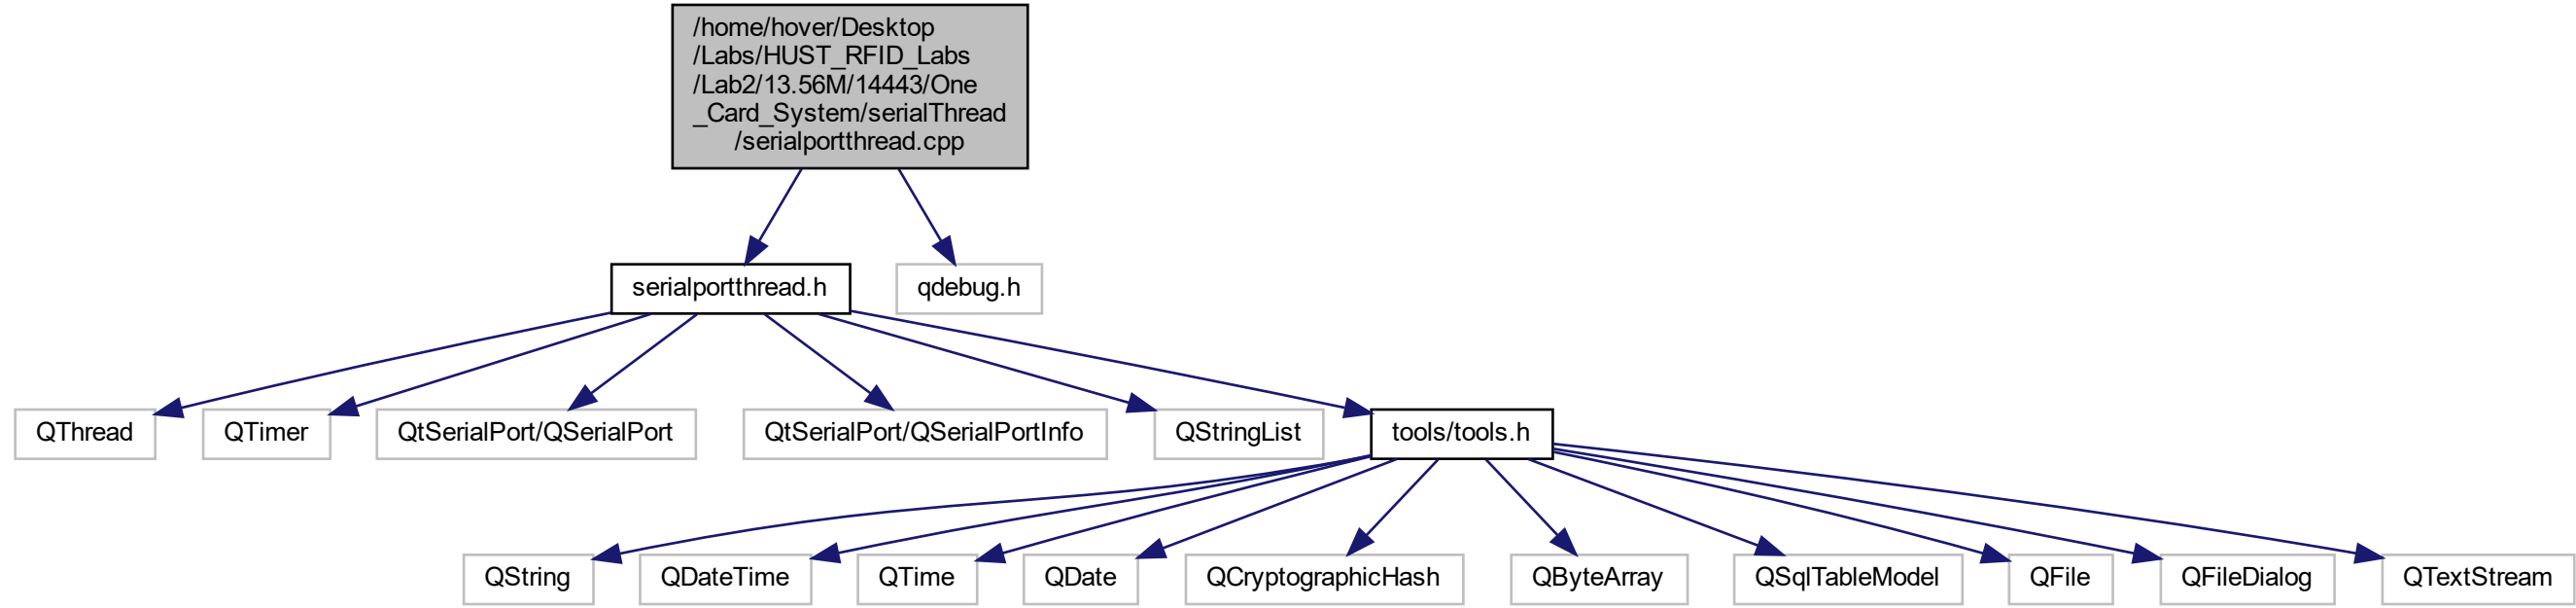 /home/hover/Desktop
/Labs/HUST_RFID_Labs
/Lab2/13.56M/14443/One
_Card_System/serialThread
/serialportthread.cpp
serialportthread.h
qdebug.h
QThread
QTimer
QtSerialPort/QSerialPort
QtSerialPort/QSerialPortInfo
QStringList
tools/tools.h
QString
QDateTime
QTime
QDate
QCryptographicHash
QByteArray
QSqlTableModel
QFile
QFileDialog
QTextStream